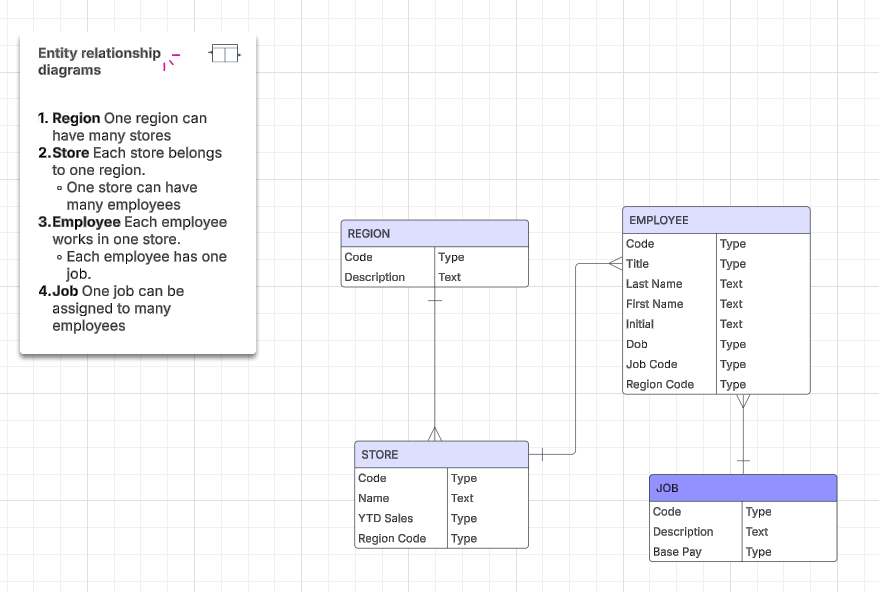 Entity relationship
diagrams
1. Region One region can
have many stores
2. Store Each store belongs
to one region.
One store can have
many employees
3. Employee Each employee
works in one store.
Each employee has one
job.
4. Job One job can be
assigned to many
employees
REGION
Code Type
Description Text
EMPLOYEE
Code Type
Title Type
Last Name Text
First Name Text
Initial Text
Dob Type
Job Code Type
Region Code Type
STORE
Code Type
Name Text
YTD Sales Type
Region Code Type
JOB
Code Type
Description Text
Base Pay Type